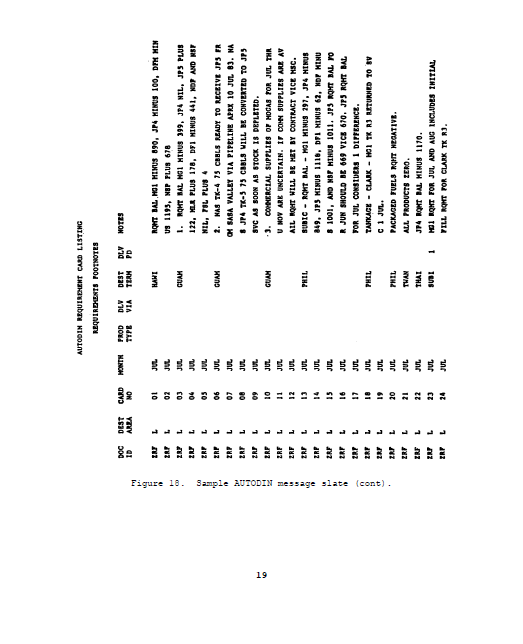 AUTODIN REQUIREMENT CARD LISTING
REQUIREMENTS FOOTNOTES
DOC DEST CARD MONTH PROD DLV DEST DLV NOTES
ID AREA NO TYPE VIA TERM PD
ZRF L 01 JUL HAWI RQMT BAL MG1 MINUS 890, JP4 MINUS 100, DFM MIN
ZRF L 02 JUL US 1195, NSF PLUS 678
ZRF L 03 JUL GUAM 1. RQMT BAL MG1 MINUS 399, JP4 NIL, JP5 PLUS
ZRF L 04 JUL 122, MLR PLUS 178, DF1 MINUS 441, NDF AND NSF
ZRF L 05 JUL NIL, FSL PLUS 4
ZRF L 06 JUL GUAM 2. NAS TK-4 75 CBBLS READY TO RECEIVE JP5 FR
ZRF L 07 JUL OM SASA VALLEY VIA PIPELINE APRX 10 JUL 83. NA
ZRF L 08 JUL S JP4 TK-5 75 CBBLS WILL BE CONVERTED TO JP5
ZRF L 09 JUL SVC AS SOON AS STOCK IS DEPLETED.
ZRF L 10 JUL GUAM -3. COMMERCIAL SUPPLIES OF MOGAS FOR JUL THR
ZRF L 11 JUL U NOV ARE UNCERTAIN. IF COMM SUPPLIES ARE AV
ZRF L 12 JUL AIL RQMT WILL BE MET BY CONTRACT VICE MSC.
ZRF L 13 JUL PHIL SUBIC - RQMT BAL - MG1 MINUS 297, JP4 MINUS
ZRF L 14 JUL 849, JP5 MINUS 1118, DF1 MINUS 62, NDF MINU
ZRF L 15 JUL S 1001, AND NSF MINUS 1011. JP5 RQMT BAL FO
ZRF L 16 JUL R JUN SHOULD BE 669 VICE 670. JP5 RQMT BAL
ZRF L 17 JUL FOR JUL CONSIDERS 1 DIFFERENCE.
ZRF L 18 JUL PHIL TANKAGE - CLARK - MG1 TK R3 RETURNED TO SV
ZRF L 19 JUL C 1 JUL.
ZRF L 20 JUL PHIL PACKAGED FUELS RQMT NEGATIVE.
ZRF L 21 JUL TWAN ALL PRODUCTS ZERO.
ZRF L 22 JUL THAI JP4 RQMT BAL MINUS 1170.
ZRF L 23 JUL SUBI 1 MG1 RQMT FOR JUL AND AUG INCLUDES INITIAL
ZRF L 24 JUL FILL RQMT FOR CLARK TK R3.
Figure 18. Sample AUTODIN message slate (cont).
19